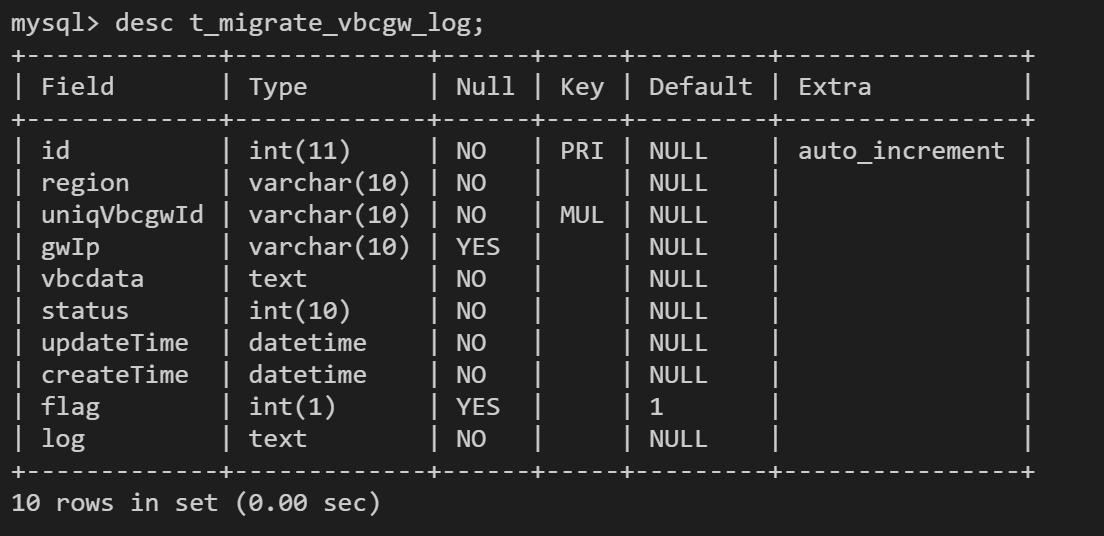 mysql> desc t_migrate_vbcgw_log;
+-------------+-------------+------+-----+---------+----------------+
| Field       | Type        | Null | Key | Default | Extra          |
+-------------+-------------+------+-----+---------+----------------+
| id          | int(11)     | NO   | PRI | NULL    | auto_increment |
| region      | varchar(10) | NO   |     | NULL    |                |
| uniqVbcgwId | varchar(10) | NO   | MUL | NULL    |                |
| gwIp        | varchar(10) | YES  |     | NULL    |                |
| vbcdata     | text        | NO   |     | NULL    |                |
| status      | int(10)     | NO   |     | NULL    |                |
| updateTime  | datetime    | NO   |     | NULL    |                |
| createTime  | datetime    | NO   |     | NULL    |                |
| flag        | int(1)      | YES  |     | 1       |                |
| log         | text        | NO   |     | NULL    |                |
+-------------+-------------+------+-----+---------+----------------+
10 rows in set (0.00 sec)